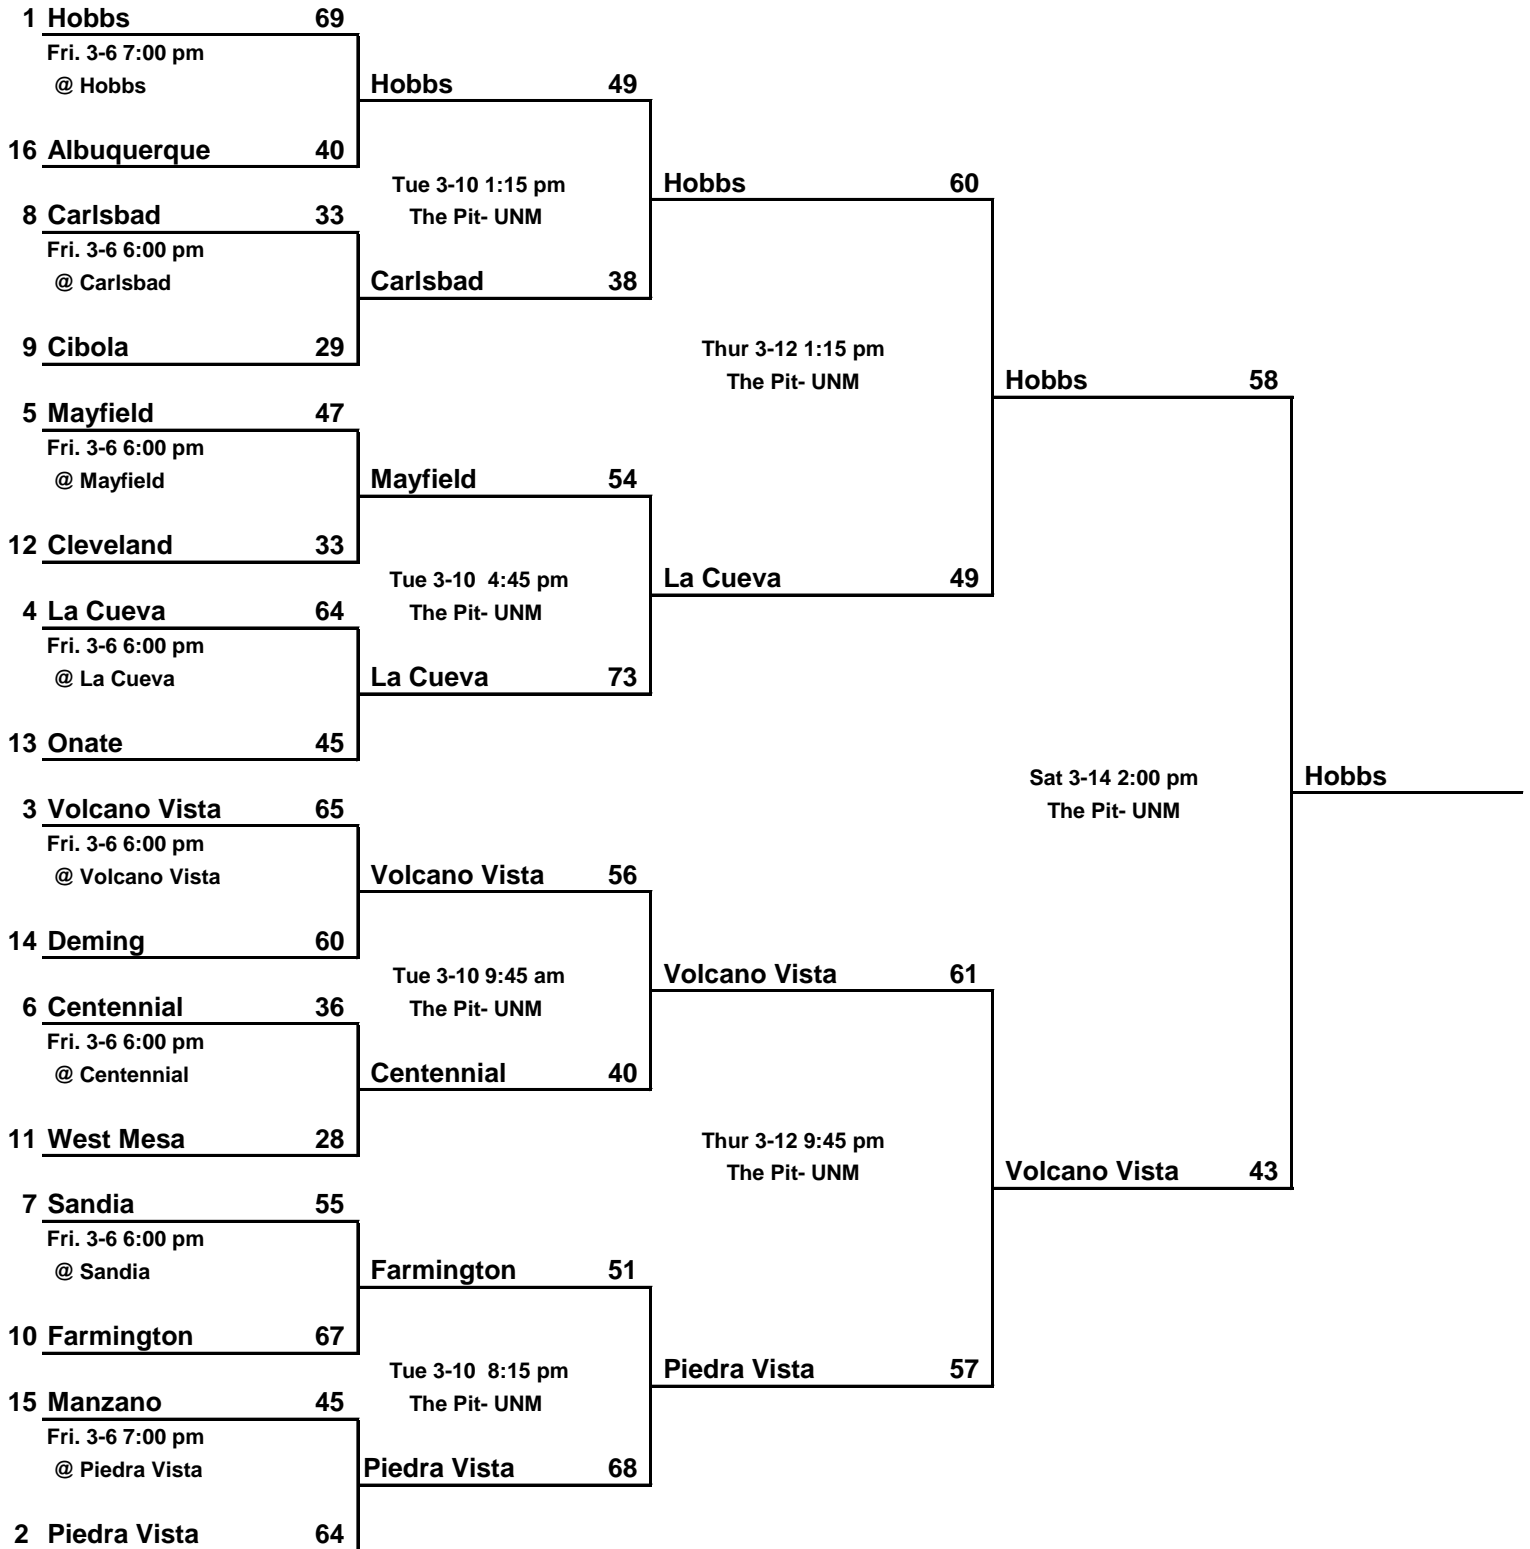 1 Hobbs 69
Fri. 3-6 7:00 pm
@ Hobbs
Hobbs 49
16 Albuquerque 40
Tue 3-10 1:15 pm
Hobbs 60
The Pit- UNM
8 Carlsbad 33
Fri. 3-6 6:00 pm
@ Carlsbad
Carlsbad 38
9 Cibola 29
Thur 3-12 1:15 pm
The Pit- UNM
Hobbs 58
5 Mayfield 47
Fri. 3-6 6:00 pm
@ Mayfield
Mayfield 54
12 Cleveland 33
Tue 3-10 4:45 pm
La Cueva 49
The Pit- UNM
4 La Cueva 64
Fri. 3-6 6:00 pm
@ La Cueva
La Cueva 73
13 Onate 45
Sat 3-14 2:00 pm
Hobbs
The Pit- UNM
3 Volcano Vista 65
Fri. 3-6 6:00 pm
@ Volcano Vista
Volcano Vista 56
14 Deming 60
Tue 3-10 9:45 am
Volcano Vista 61
The Pit- UNM
6 Centennial 36
Fri. 3-6 6:00 pm
@ Centennial
Centennial 40
11 West Mesa 28
Thur 3-12 9:45 pm
The Pit- UNM
Volcano Vista 43
7 Sandia 55
Fri. 3-6 6:00 pm
@ Sandia
Farmington 51
10 Farmington 67
Tue 3-10 8:15 pm
Piedra Vista 57
The Pit- UNM
15 Manzano 45
Fri. 3-6 7:00 pm
@ Piedra Vista
Piedra Vista 68
2 Piedra Vista 64